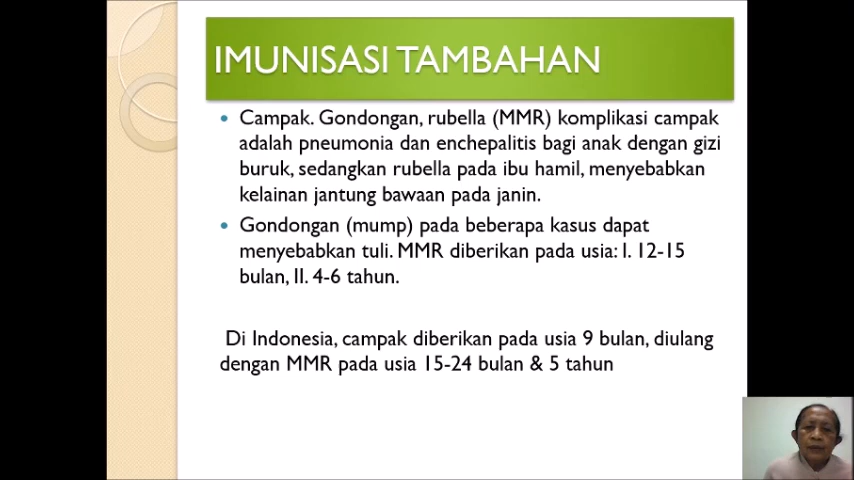 IMUNISASI TAMBAHAN
• Campak. Gondongan, rubella (MMR) komplikasi campak
adalah pneumonia dan enchepalitis bagi anak dengan gizi
buruk, sedangkan rubella pada ibu hamil, menyebabkan
kelainan jantung bawaan pada janin.
• Gondongan (mump) pada beberapa kasus dapat
menyebabkan tuli. MMR diberikan pada usia: I. 12-15
bulan, II. 4-6 tahun.
Di Indonesia, campak diberikan pada usia 9 bulan, diulang
dengan MMR pada usia 15-24 bulan & 5 tahun